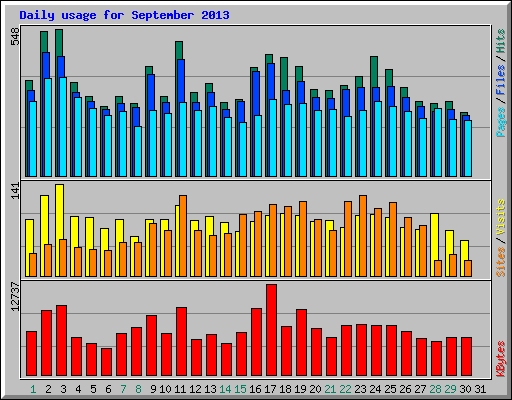 Daily usage for September 2013
548
Pages / Files / Hits
141
Sites / Visits
12737
KBytes
1 2 3 4 5 6 7 8 9 10 11 12 13 14 15 16 17 18 19 20 21 22 23 24 25 26 27 28 29 30 31